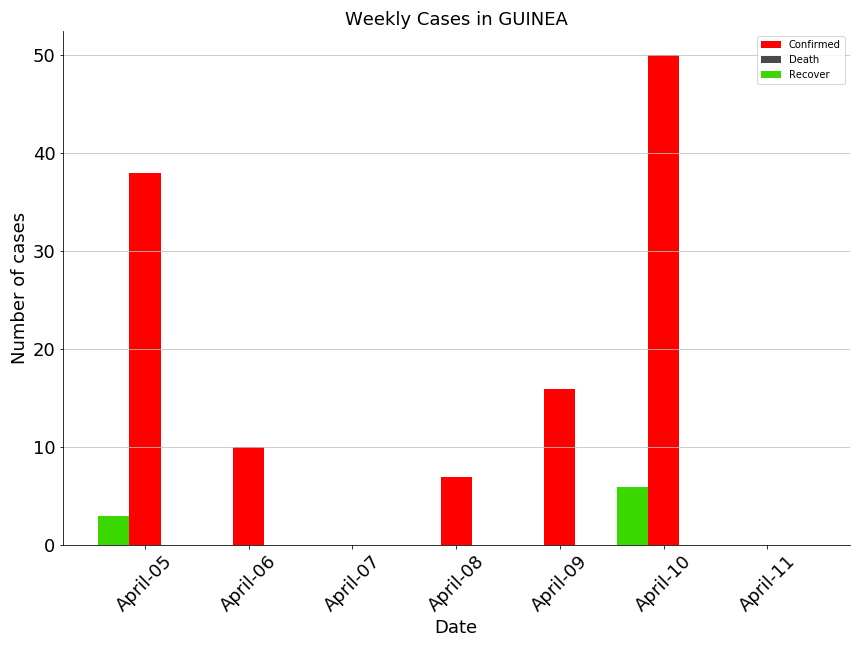 Weekly Cases in GUINEA
Confirmed
Death
Recover
Number of cases
50
40
30
20
10
0
April-05
April-06
April-07
April-08
April-09
April-10
April-11
Date